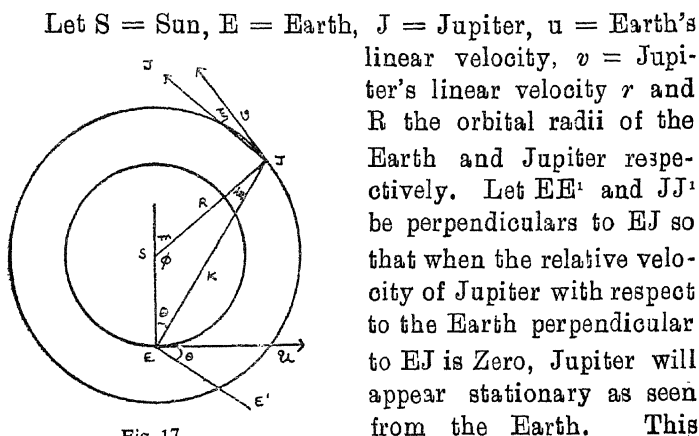 Let S = Sun, E = Earth, J = Jupiter, u = Earth's
linear velocity, v = Jupi-
ter's linear velocity r and
R the orbital radii of the
Earth and Jupiter respe-
ctively. Let EE¹ and JJ¹
be perpendiculars to EJ so
that when the relative velo-
city of Jupiter with respect
to the Earth perpendicular
to EJ is Zero, Jupiter will
appear stationary as seen
from the Earth. This
J
v
J
R
m
S
φ
K
θ
E
θ
u
E'
Fig. 17